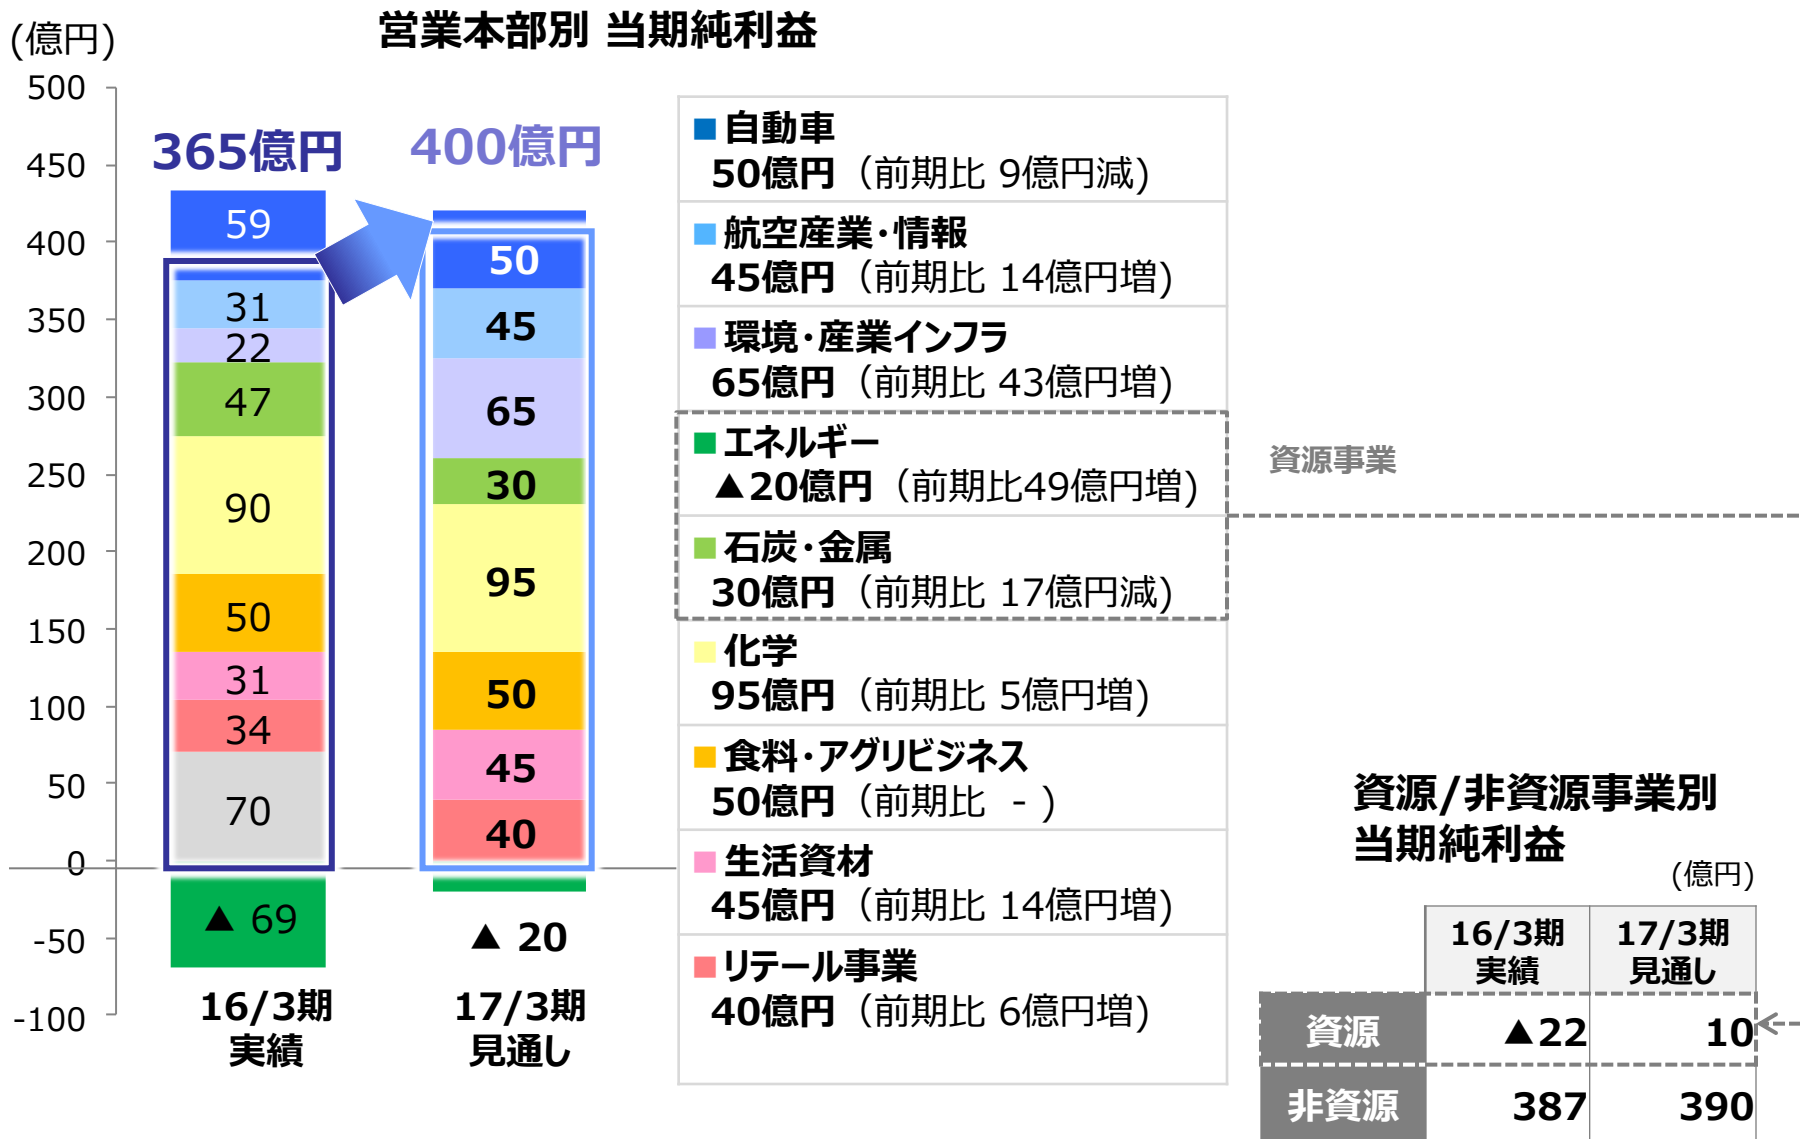 営業本部別 当期純利益
(億円)
500
450
400
350
300
250
200
150
100
50
0
-50
-100
365億円
59
31
22
47
90
50
31
34
70
▲ 69
16/3期
実績
400億円
50
45
65
30
95
50
45
40
▲ 20
17/3期
見通し
■自動車
50億円（前期比 9億円減)
■航空産業・情報
45億円（前期比 14億円増)
■環境・産業インフラ
65億円（前期比 43億円増)
■エネルギー
▲20億円（前期比49億円増)
■石炭・金属
30億円（前期比 17億円減)
■化学
95億円（前期比 5億円増)
■食料・アグリビジネス
50億円（前期比 - )
■生活資材
45億円（前期比 14億円増)
■リテール事業
40億円（前期比 6億円増)
資源事業
資源/非資源事業別
当期純利益
(億円)
16/3期 17/3期
実績 見通し
資源 ▲22 10
非資源 387 390